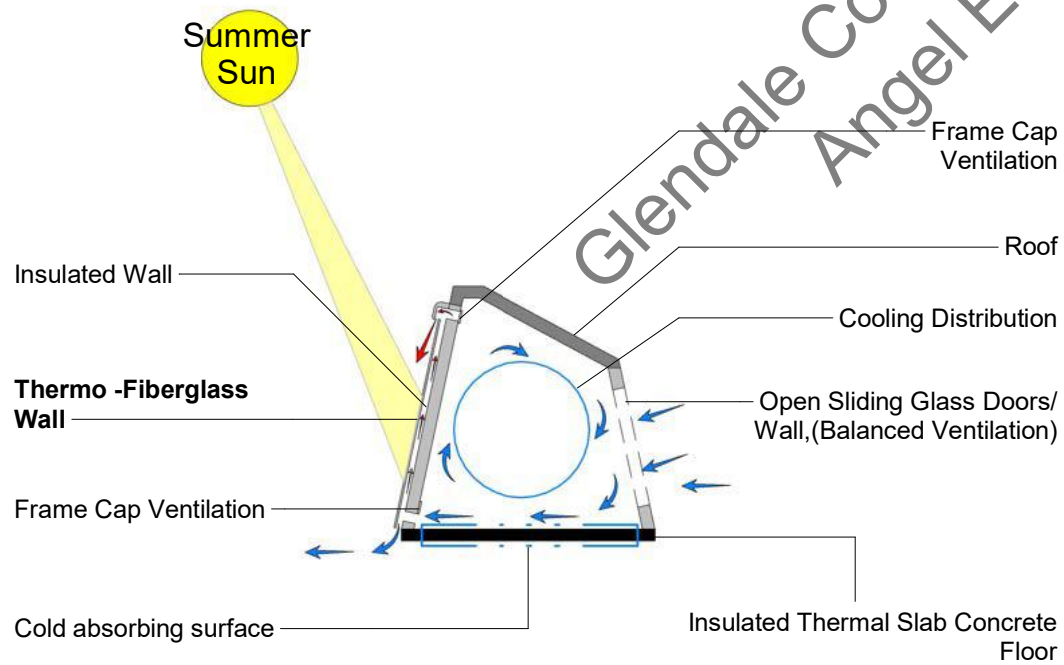 Summer
Sun
Glendale Co
Angel E
Frame Cap
Ventilation
Roof
Insulated Wall
Cooling Distribution
Thermo -Fiberglass
Wall
Open Sliding Glass Doors/
Wall,(Balanced Ventilation)
Frame Cap Ventilation
Cold absorbing surface
Insulated Thermal Slab Concrete
Floor